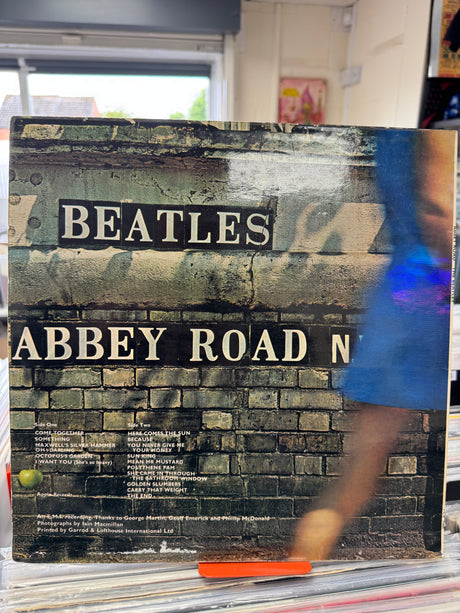 BEATLES
ABBEY ROAD N.
Side One
COME TOGETHER
SOMETHING
MAXWELL'S SILVER HAMMER
OH! DARLING
OCTOPUS'S GARDEN
I WANT YOU (She's so heavy)
Side Two
HERE COMES THE SUN
BECAUSE
YOU NEVER GIVE ME
YOUR MONEY
SUN KING
MEAN MR MUSTARD
POLYTHENE PAM
SHE CAME IN THROUGH
THE BATHROOM WINDOW
GOLDEN SLUMBERS
CARRY THAT WEIGHT
THE END
Apple Records
An E.M.I. recording. Thanks to George Martin, Geoff Emerick and Phillip McDonald
Photographs by Iain Macmillan
Printed by Garrod & Lofthouse International Ltd